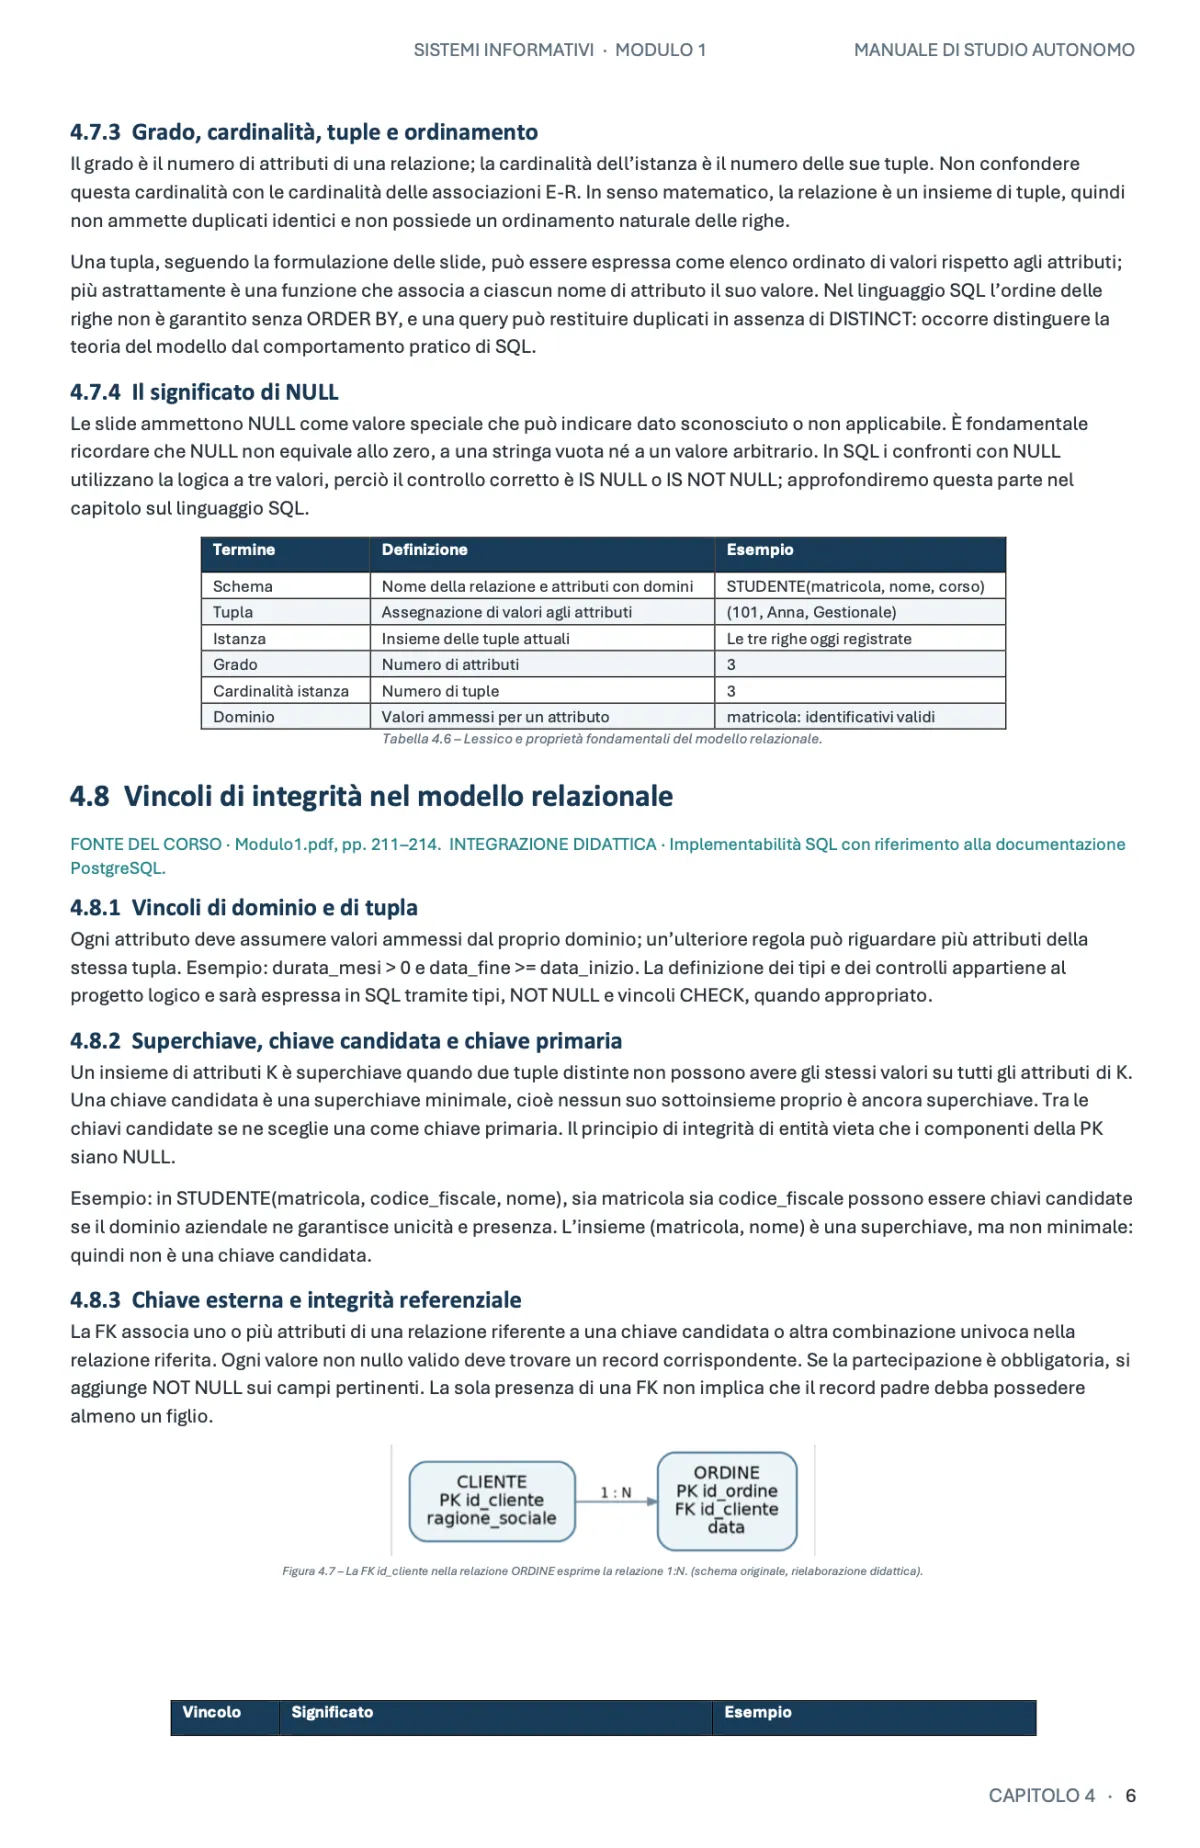 SISTEMI INFORMATIVI · MODULO 1 MANUALE DI STUDIO AUTONOMO
4.7.3 Grado, cardinalità, tuple e ordinamento
Il grado è il numero di attributi di una relazione; la cardinalità dell’istanza è il numero delle sue tuple. Non confondere
questa cardinalità con le cardinalità delle associazioni E-R. In senso matematico, la relazione è un insieme di tuple, quindi
non ammette duplicati identici e non possiede un ordinamento naturale delle righe.
Una tupla, seguendo la formulazione delle slide, può essere espressa come elenco ordinato di valori rispetto agli attributi;
più astrattamente è una funzione che associa a ciascun nome di attributo il suo valore. Nel linguaggio SQL l’ordine delle
righe non è garantito senza ORDER BY, e una query può restituire duplicati in assenza di DISTINCT: occorre distinguere la
teoria del modello dal comportamento pratico di SQL.
4.7.4 Il significato di NULL
Le slide ammettono NULL come valore speciale che può indicare dato sconosciuto o non applicabile. È fondamentale
ricordare che NULL non equivale allo zero, a una stringa vuota né a un valore arbitrario. In SQL i confronti con NULL
utilizzano la logica a tre valori, perciò il controllo corretto è IS NULL o IS NOT NULL; approfondiremo questa parte nel
capitolo sul linguaggio SQL.
Termine Definizione Esempio
Schema Nome della relazione e attributi con domini STUDENTE(matricola, nome, corso)
Tupla Assegnazione di valori agli attributi (101, Anna, Gestionale)
Istanza Insieme delle tuple attuali Le tre righe oggi registrate
Grado Numero di attributi 3
Cardinalità istanza Numero di tuple 3
Dominio Valori ammessi per un attributo matricola: identificativi validi
Tabella 4.6 – Lessico e proprietà fondamentali del modello relazionale.
4.8 Vincoli di integrità nel modello relazionale
FONTE DEL CORSO · Modulo1.pdf, pp. 211–214. INTEGRAZIONE DIDATTICA · Implementabilità SQL con riferimento alla documentazione
PostgreSQL.
4.8.1 Vincoli di dominio e di tupla
Ogni attributo deve assumere valori ammessi dal proprio dominio; un’ulteriore regola può riguardare più attributi della
stessa tupla. Esempio: durata_mesi > 0 e data_fine >= data_inizio. La definizione dei tipi e dei controlli appartiene al
progetto logico e sarà espressa in SQL tramite tipi, NOT NULL e vincoli CHECK, quando appropriato.
4.8.2 Superchiave, chiave candidata e chiave primaria
Un insieme di attributi K è superchiave quando due tuple distinte non possono avere gli stessi valori su tutti gli attributi di K.
Una chiave candidata è una superchiave minimale, cioè nessun suo sottoinsieme proprio è ancora superchiave. Tra le
chiavi candidate se ne sceglie una come chiave primaria. Il principio di integrità di entità vieta che i componenti della PK
siano NULL.
Esempio: in STUDENTE(matricola, codice_fiscale, nome), sia matricola sia codice_fiscale possono essere chiavi candidate
se il dominio aziendale ne garantisce unicità e presenza. L’insieme (matricola, nome) è una superchiave, ma non minimale:
quindi non è una chiave candidata.
4.8.3 Chiave esterna e integrità referenziale
La FK associa uno o più attributi di una relazione riferente a una chiave candidata o altra combinazione univoca nella
relazione riferita. Ogni valore non nullo valido deve trovare un record corrispondente. Se la partecipazione è obbligatoria, si
aggiunge NOT NULL sui campi pertinenti. La sola presenza di una FK non implica che il record padre debba possedere
almeno un figlio.
CLIENTE
PK id_cliente
ragione_sociale
1 : N
ORDINE
PK id_ordine
FK id_cliente
data
Figura 4.7 – La FK id_cliente nella relazione ORDINE esprime la relazione 1:N. (schema originale, rielaborazione didattica).
Vincolo Significato Esempio
CAPITOLO 4 · 6